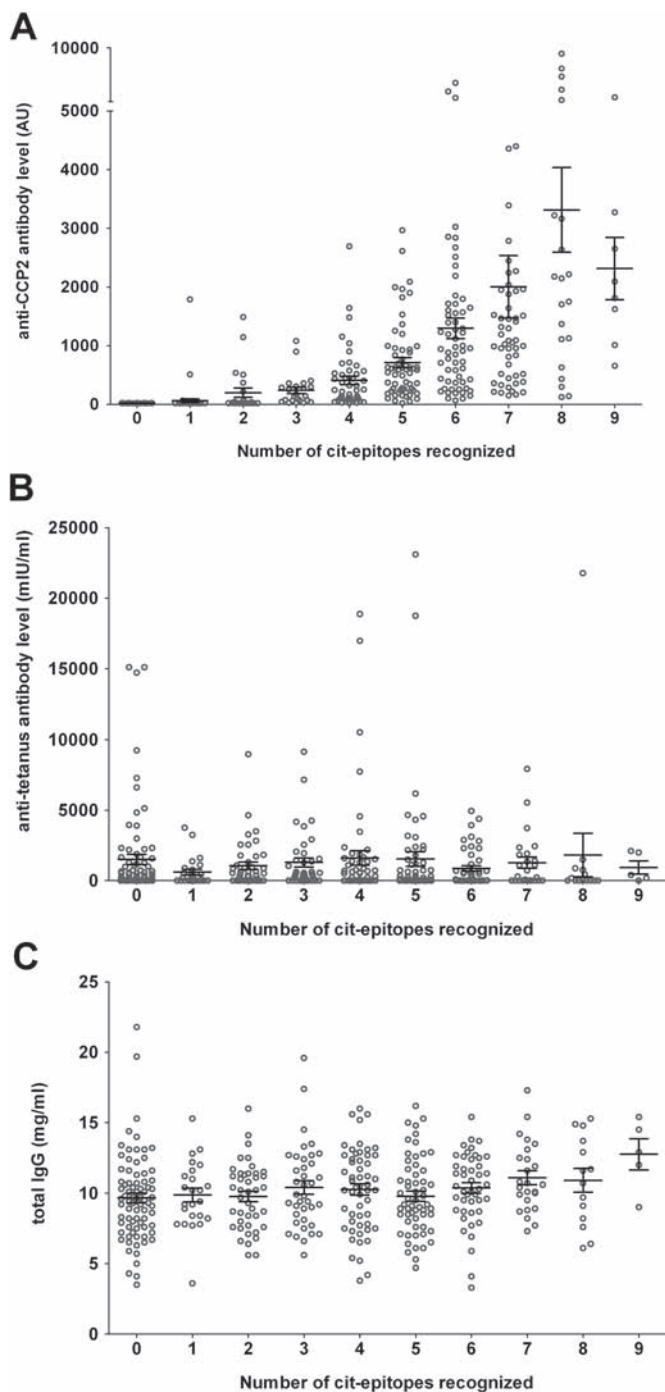 A
anti-CCP2 antibody level (AU)
10000
5000
4000
3000
2000
1000
0
0 1 2 3 4 5 6 7 8 9
Number of cit-epitopes recognized
B
anti-tetanus antibody level (mIU/ml)
25000
20000
15000
10000
5000
0
0 1 2 3 4 5 6 7 8 9
Number of cit-epitopes recognized
C
total IgG (mg/ml)
25
20
15
10
5
0
0 1 2 3 4 5 6 7 8 9
Number of cit-epitopes recognized